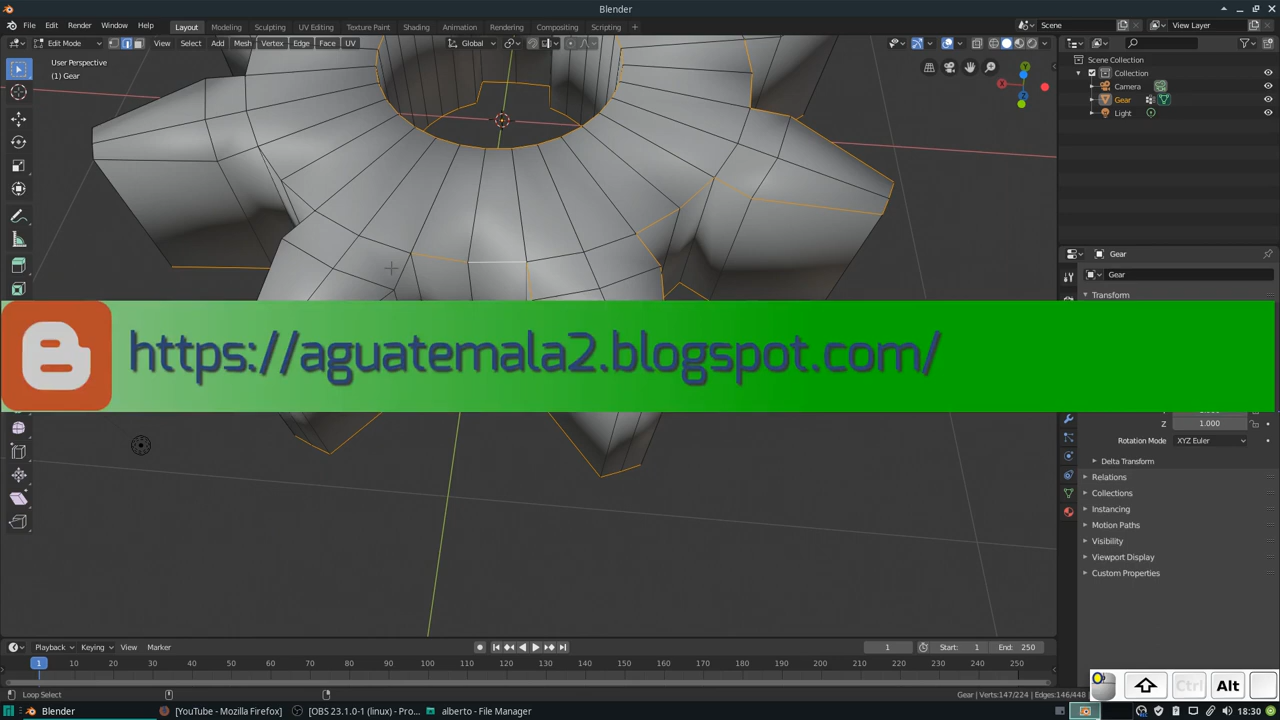 Blender
File Edit Render Window Help Layout Modeling Sculpting UV Editing Texture Paint Shading Animation Rendering Compositing Scripting + Scene View Layer
Edit Mode View Select Add Mesh Vertex Edge Face UV Global
User Perspective
(1) Gear
Scene Collection
Collection
Camera
Gear
Light
X
Y
Z
Gear
Gear
Transform
https://aguatemala2.blogspot.com/
Z 1.000
Rotation Mode XYZ Euler
Delta Transform
Relations
Collections
Instancing
Motion Paths
Visibility
Viewport Display
Custom Properties
Playback Keying View Marker 1 Start: 1 End: 250
1 10 20 30 40 50 60 70 80 90 100 110 120 130 140 150 160 170 180 190 200 210 220 230 240 250
Loop Select Gear | Verts:147/224 | Edges:146/448 |
Ctrl Alt
Blender [YouTube - Mozilla Firefox] [OBS 23.1.0-1 (linux) - Pro... alberto - File Manager 18:30